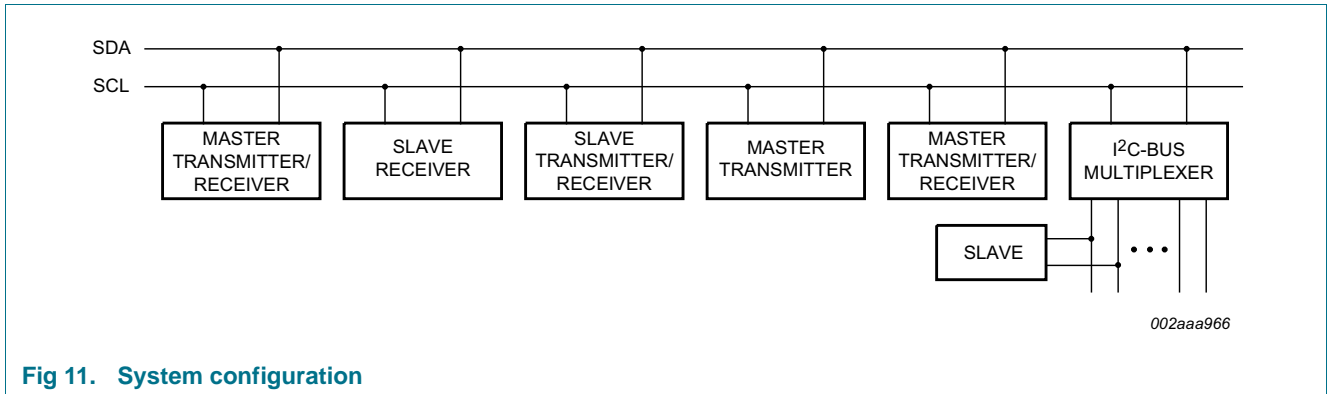 SDA
SCL
MASTER
TRANSMITTER/
RECEIVER
SLAVE
RECEIVER
SLAVE
TRANSMITTER/
RECEIVER
MASTER
TRANSMITTER
MASTER
TRANSMITTER/
RECEIVER
I²C-BUS
MULTIPLEXER
SLAVE
002aaa966
Fig 11. System configuration